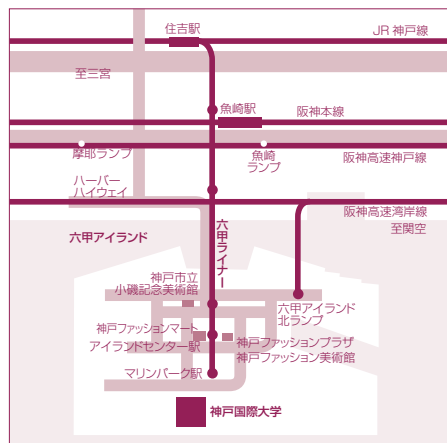 住吉駅
JR 神戸線
至三宮
魚崎駅
阪神本線
摩耶ランプ
魚崎
ランプ
阪神高速神戸線
ハーバー
ハイウェイ
阪神高速湾岸線
至関空
六甲アイランド
六甲ライナー
神戸市立
小磯記念美術館
六甲アイランド
北ランプ
神戸ファッションマート
アイランドセンター駅
神戸ファッションプラザ
神戸ファッション美術館
マリンパーク駅
神戸国際大学